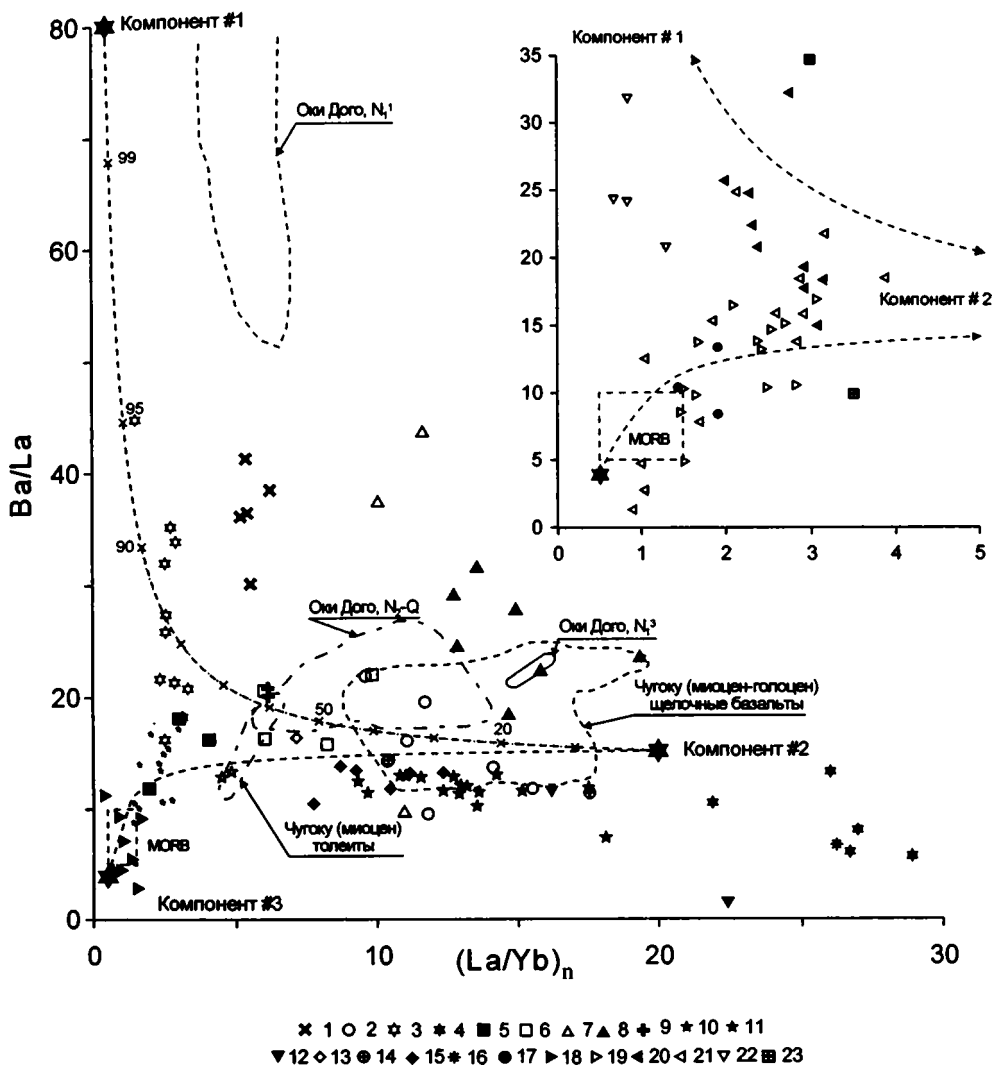 80
Компонент #1
99
Оки Дого, N₁¹
60
95
40
90
Ba/La
Оки Дого, N₂-Q
Оки Дого, N₁³
Чугоку (миоцен-голоцен)
щелочные базальты
20
50
20
Компонент #2
Чугоку (миоцен)
толеиты
MORB
Компонент #3
0
0
10
20
30
(La/Yb)n
Компонент # 1
35
30
25
20
15
10
5
0
Компонент # 2
MORB
0
1
2
3
4
5
1 2 3 4 5 6 7 8 9 10 11
12 13 14 15 16 17 18 19 20 21 22 23